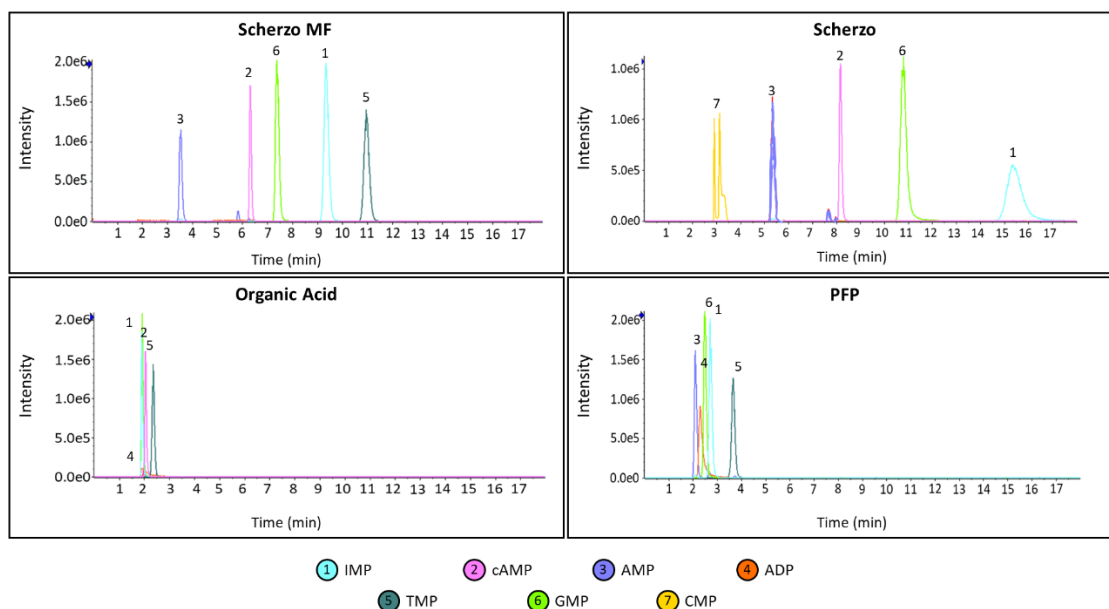 Scherzo MF
Intensity
2.0e6
1.5e6
1.0e6
5.0e5
0.0e0
3
2
6
1
5
1 2 3 4 5 6 7 8 9 10 11 12 13 14 15 16 17
Time (min)
Scherzo
Intensity
1.0e6
5.0e5
0.0e0
7
3
2
6
1
1 2 3 4 5 6 7 8 9 10 11 12 13 14 15 16 17
Time (min)
Organic Acid
Intensity
2.0e6
1.5e6
1.0e6
5.0e5
0.0e0
1
2
5
4
1 2 3 4 5 6 7 8 9 10 11 12 13 14 15 16 17
Time (min)
PFP
Intensity
2.0e6
1.5e6
1.0e6
5.0e5
0.0e0
6
1
3
4
5
1 2 3 4 5 6 7 8 9 10 11 12 13 14 15 16 17
Time (min)
1 IMP 2 cAMP 3 AMP 4 ADP
5 TMP 6 GMP 7 CMP